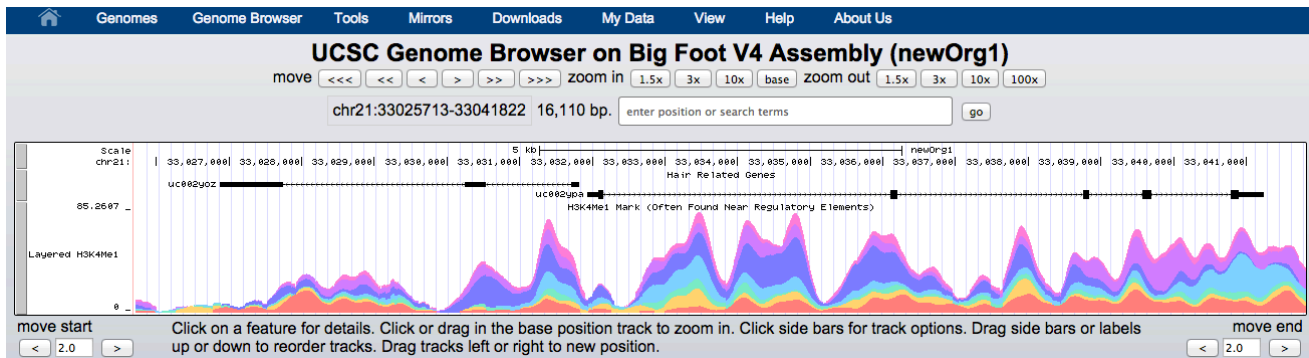 Genomes Genome Browser Tools Mirrors Downloads My Data View Help About Us
UCSC Genome Browser on Big Foot V4 Assembly (newOrg1)
move <<< << < > >> >>> zoom in 1.5x 3x 10x base zoom out 1.5x 3x 10x 100x
chr21:33025713-33041822 16,110 bp. enter position or search terms go
Scale 5 kb newOrg1
chr21: 33,027,000 33,028,000 33,029,000 33,030,000 33,031,000 33,032,000 33,033,000 33,034,000 33,035,000 33,036,000 33,037,000 33,038,000 33,039,000 33,040,000 33,041,000
Hair Related Genes
uc002yoz
uc002ypa
H3K4Me1 Mark (Often Found Near Regulatory Elements)
85.2607 _
Layered H3K4Me1
0 _
move start Click on a feature for details. Click or drag in the base position track to zoom in. Click side bars for track options. Drag side bars or labels move end
< 2.0 > up or down to reorder tracks. Drag tracks left or right to new position. < 2.0 >